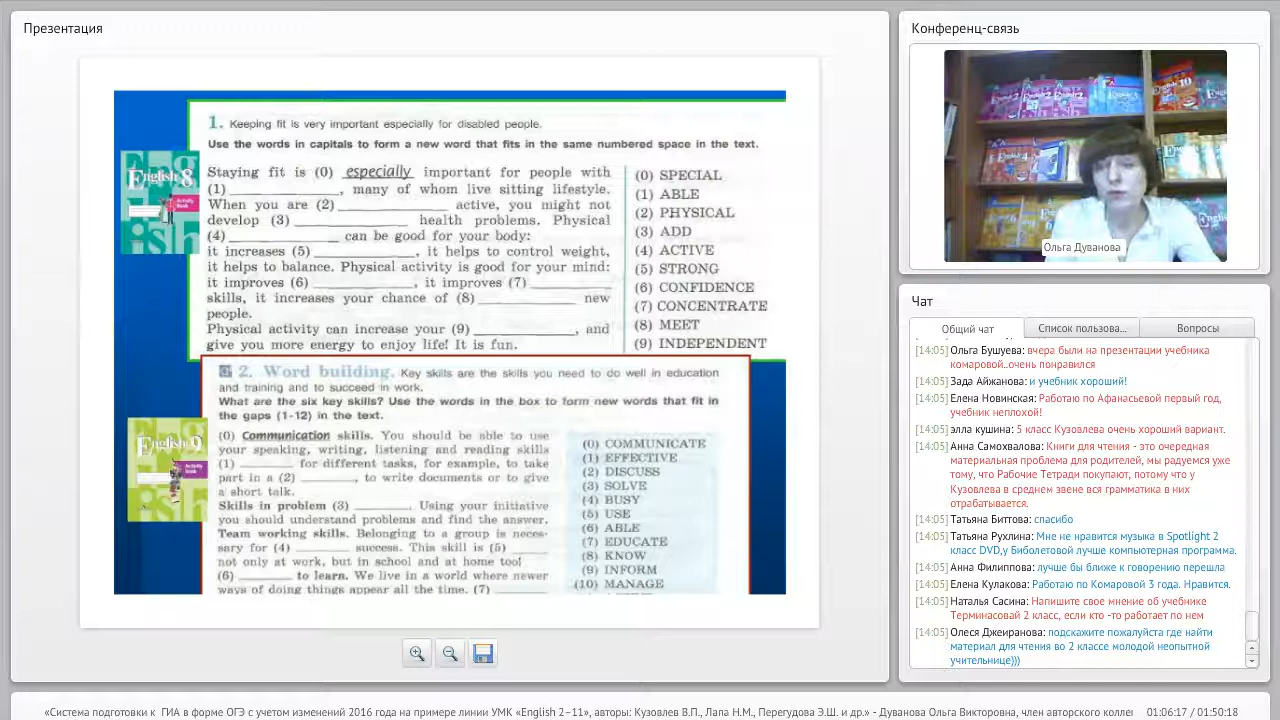 Презентация
1. Keeping fit is very important especially for disabled people.
Use the words in capitals to form a new word that fits in the same numbered space in the text.
Staying fit is (0) especially important for people with
(1) ______________, many of whom live sitting lifestyle.
When you are (2) ______________ active, you might not
develop (3) ______________ health problems. Physical
(4) ______________ can be good for your body:
it increases (5) ______________, it helps to control weight,
it helps to balance. Physical activity is good for your mind:
it improves (6) ______________, it improves (7) __________
skills, it increases your chance of (8) ____________ new
people.
Physical activity can increase your (9) ____________, and
give you more energy to enjoy life! It is fun.
(0) SPECIAL
(1) ABLE
(2) PHYSICAL
(3) ADD
(4) ACTIVE
(5) STRONG
(6) CONFIDENCE
(7) CONCENTRATE
(8) MEET
(9) INDEPENDENT
English 8
Activity Book
2. Word building. Key skills are the skills you need to do well in education
and training and to succeed in work.
What are the six key skills? Use the words in the box to form new words that fit in
the gaps (1-12) in the text.
(0) Communication skills. You should be able to use
your speaking, writing, listening and reading skills
(1) _______ for different tasks, for example, to take
part in a (2) _______, to write documents or to give
a short talk.
Skills in problem (3) _______. Using your initiative
you should understand problems and find the answer.
Team working skills. Belonging to a group is neces-
sary for (4) _______ success. This skill is (5) _____
not only at work, but in school and at home too!
(6) _______ to learn. We live in a world where newer
ways of doing things appear all the time. (7) _______
(0) COMMUNICATE
(1) EFFECTIVE
(2) DISCUSS
(3) SOLVE
(4) BUSY
(5) USE
(6) ABLE
(7) EDUCATE
(8) KNOW
(9) INFORM
(10) MANAGE
English 9
Activity book
Конференц-связь
English 10
Ольга Дуванова
Чат
Общий чат
Список пользова...
Вопросы
[14:05] Ольга Бушуева: вчера были на презентации учебника
комаровой..очень понравился
[14:05] Зада Айжанова: и учебник хороший!
[14:05] Елена Новинская: Работаю по Афанасьевой первый год,
учебник неплохой!
[14:05] элла кушина: 5 класс Кузовлева очень хороший вариант.
[14:05] Анна Самохвалова: Книги для чтения - это очередная
материальная проблема для родителей, мы радуемся уже
тому, что Рабочие Тетради покупают, потому что у
Кузовлева в среднем звене вся грамматика в них
отрабатывается.
[14:05] Татьяна Биттова: спасибо
[14:05] Татьяна Рухлина: Мне не нравится музыка в Spotlight 2
класс DVD,у Биболетовой лучше компьютерная программа.
[14:05] Анна Филиппова: лучше бы ближе к говорению перешла
[14:05] Елена Кулакова: Работаю по Комаровой 3 года. Нравится.
[14:05] Наталья Сасина: Напишите свое мнение об учебнике
Терминасовай 2 класс, если кто -то работает по нем
[14:05] Олеся Джеиранова: подскажите пожалуйста где найти
материал для чтения во 2 классе молодой неопытной
учительнице)))
«Система подготовки к ГИА в форме ОГЭ с учетом изменений 2016 года на примере линии УМК «English 2–11», авторы: Кузовлев В.П., Лапа Н.М., Перегудова Э.Ш. и др.» - Дуванова Ольга Викторовна, член авторского коллек
01:06:17 / 01:50:18